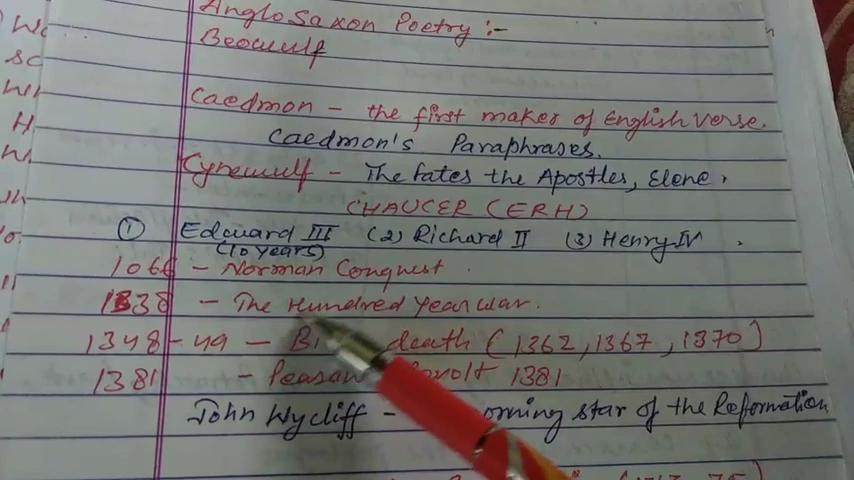 Anglo Saxon Poetry :-
Beowulf
Caedmon - the first maker of English Verse.
Caedmon's Paraphrases.
Cynewulf - The Fates the Apostles, Elene.
CHAUCER (ERH)
① Edward III (2) Richard II (3) Henry IV .
(10 years)
1066 - Norman Conquest .
1338 - The Hundred Year War.
1348-49 - death (1362, 1367, 1370)
1381 - 1381
John Wycliff - star of the Reformation